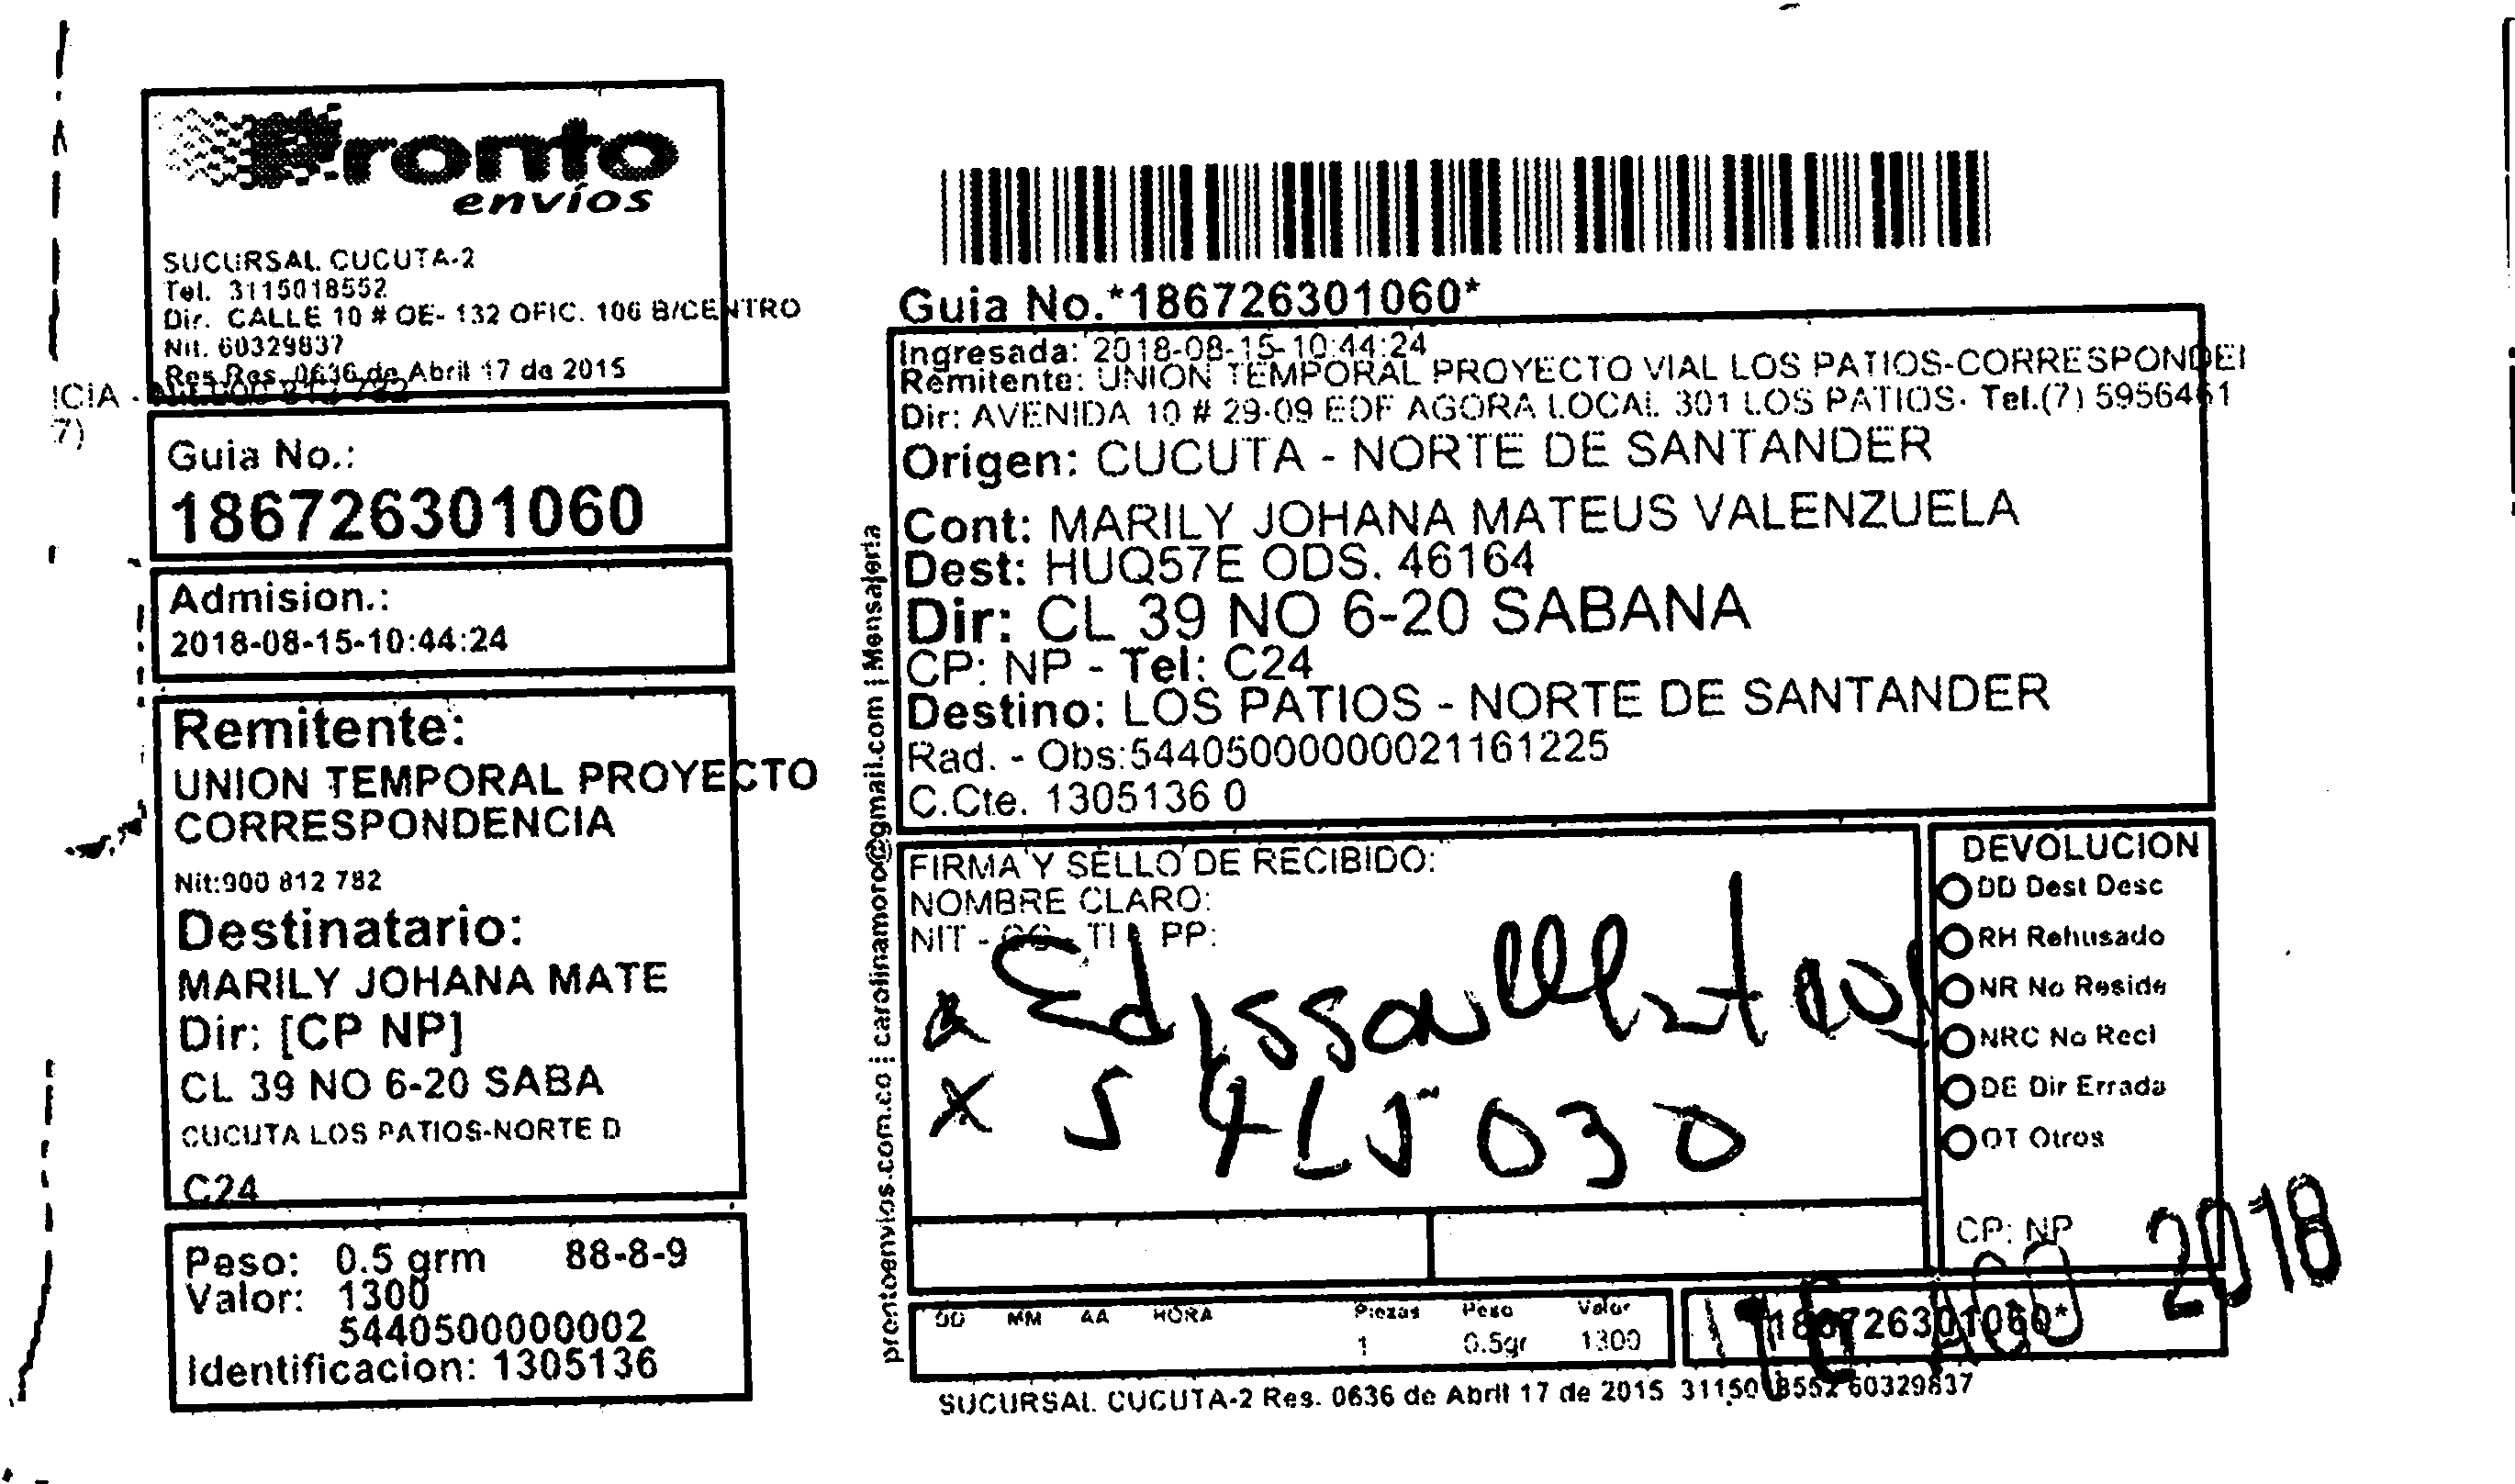 Pronto
envíos
SUCURSAL CUCUTA-2
Tel. 3115018552
Dir. CALLE 10 # OE- 132 OFIC. 106 B/CENTRO
Nit. 60329837
Res.Res. 0636 de Abril 17 de 2015
ICIA -
7)
Guia No.:
186726301060
Admision.:
2018-08-15-10:44:24
Remitente:
UNION TEMPORAL PROYECTO
CORRESPONDENCIA
Nit:900 812 782
Destinatario:
MARILY JOHANA MATE
Dir: [CP NP]
CL 39 NO 6-20 SABA
CUCUTA LOS PATIOS-NORTE D
C24
Peso: 0.5 grm 88-8-9
Valor: 1300
5440500000002
Identificacion: 1305136
prontoenvios.com.co | carolinamoro@gmail.com | Mensajeria
Guia No.*186726301060*
Ingresada: 2018-08-15-10:44:24
Remitente: UNION TEMPORAL PROYECTO VIAL LOS PATIOS-CORRESPONDEI
Dir: AVENIDA 10 # 29-09 EDF AGORA LOCAL 301 LOS PATIOS- Tel.(7) 5956461
Origen: CUCUTA - NORTE DE SANTANDER
Cont: MARILY JOHANA MATEUS VALENZUELA
Dest: HUQ57E ODS. 46164
Dir: CL 39 NO 6-20 SABANA
CP: NP - Tel: C24
Destino: LOS PATIOS - NORTE DE SANTANDER
Rad. - Obs:544050000000021161225
C.Cte. 1305136 0
FIRMA Y SELLO DE RECIBIDO:
NOMBRE CLARO:
NIT - CC - TI - PP:
DEVOLUCION
DD Dest Desc
RH Rehusado
NR No Reside
NRC No Recl
DE Dir Errada
OT Otros
CP: NP
2018
DD MM AA HORA Piezas Peso Valor
1 0.5gr 1300
*186726301060*
SUCURSAL CUCUTA-2 Res. 0636 de Abril 17 de 2015 3115018552 60329837